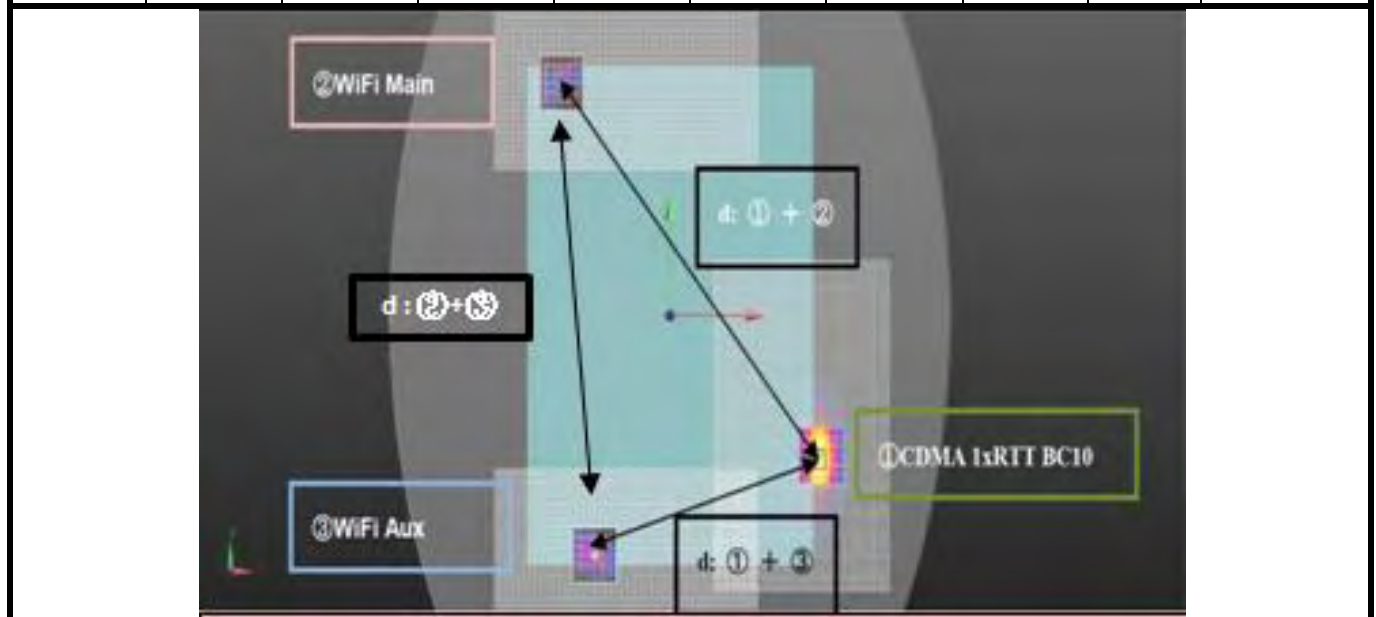 ②WiFi Main
d: ① + ②
d:②+③
①CDMA 1xRTT BC10
③WiFi Aux
d: ① + ③